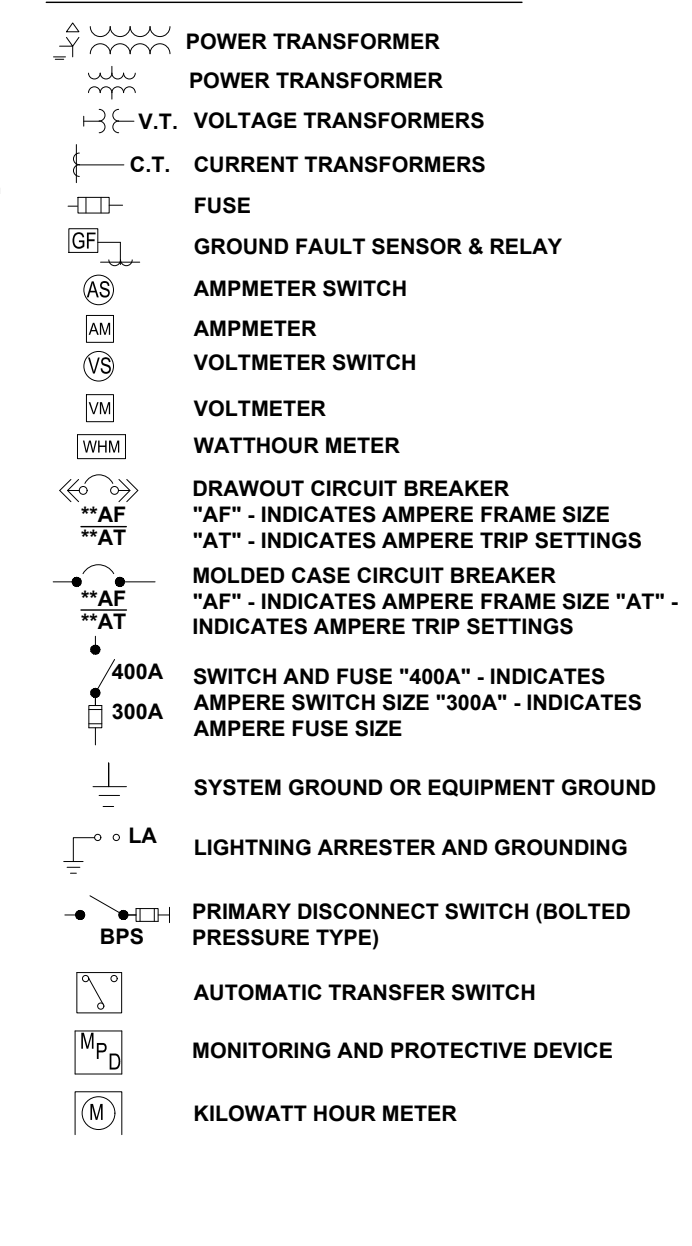 POWER TRANSFORMER
POWER TRANSFORMER
V.T. VOLTAGE TRANSFORMERS
C.T. CURRENT TRANSFORMERS
FUSE
GF GROUND FAULT SENSOR & RELAY
AS AMPMETER SWITCH
AM AMPMETER
VS VOLTMETER SWITCH
VM VOLTMETER
WHM WATTHOUR METER
DRAWOUT CIRCUIT BREAKER
**AF "AF" - INDICATES AMPERE FRAME SIZE
**AT "AT" - INDICATES AMPERE TRIP SETTINGS
MOLDED CASE CIRCUIT BREAKER
**AF "AF" - INDICATES AMPERE FRAME SIZE "AT" -
**AT INDICATES AMPERE TRIP SETTINGS
400A SWITCH AND FUSE "400A" - INDICATES
300A AMPERE SWITCH SIZE "300A" - INDICATES
AMPERE FUSE SIZE
SYSTEM GROUND OR EQUIPMENT GROUND
LA LIGHTNING ARRESTER AND GROUNDING
PRIMARY DISCONNECT SWITCH (BOLTED
BPS PRESSURE TYPE)
AUTOMATIC TRANSFER SWITCH
MPD MONITORING AND PROTECTIVE DEVICE
M KILOWATT HOUR METER